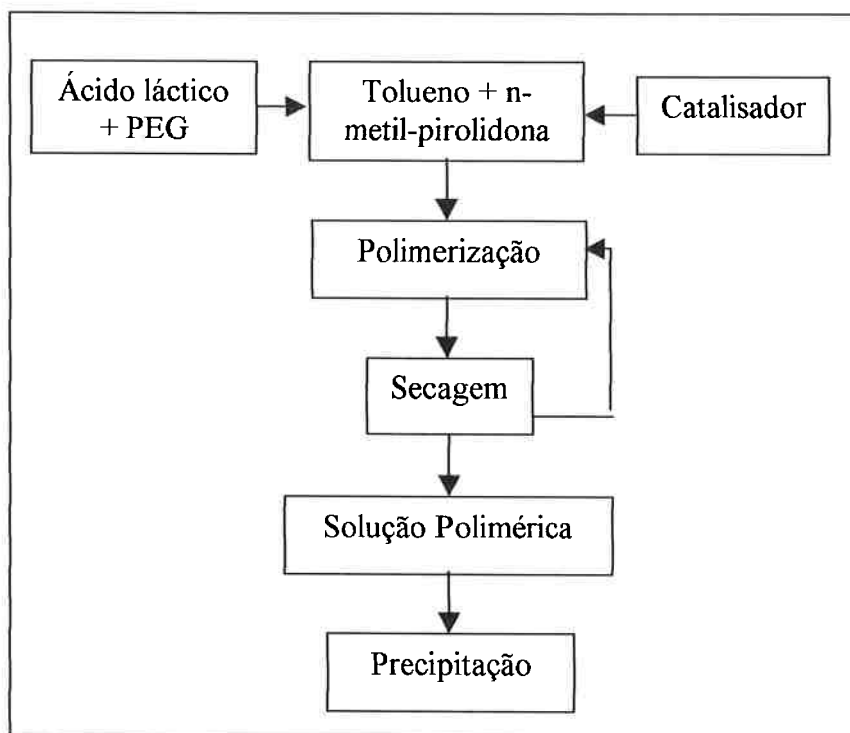 Ácido láctico
+ PEG
Tolueno + n-
metil-pirolidona
Catalisador
Polimerização
Secagem
Solução Polimérica
Precipitação